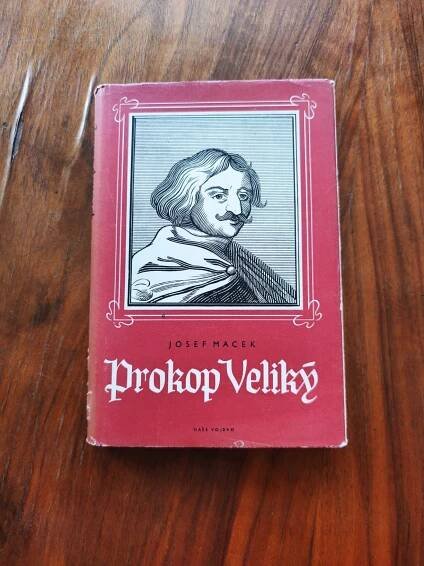 JOSEF MACEK
Prokop Veliký
NAŠE VOJSKO